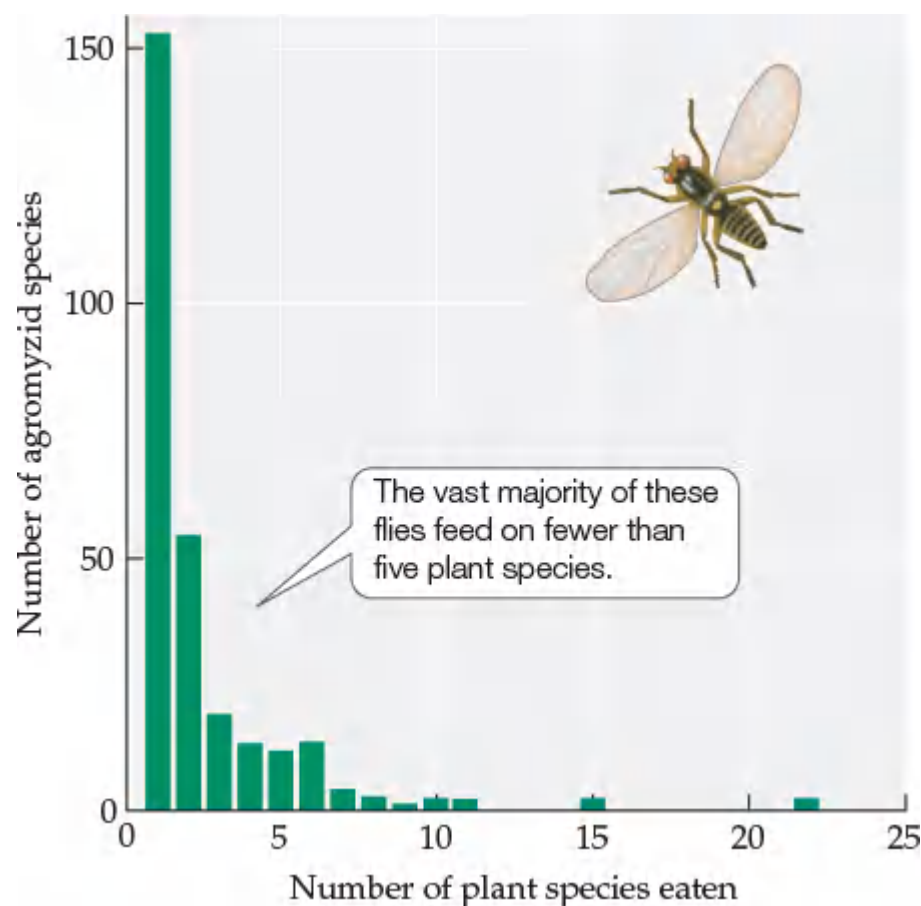 150
100
50
0
Number of agromyzid species
The vast majority of these
flies feed on fewer than
five plant species.
0 5 10 15 20 25
Number of plant species eaten